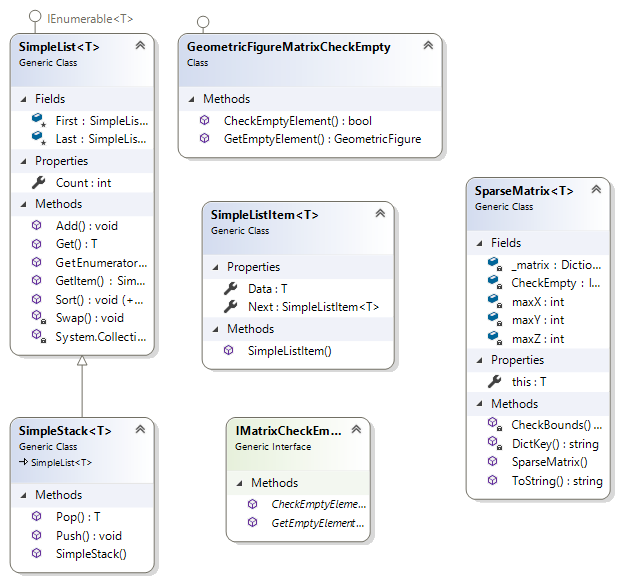 IEnumerable<T>
SimpleList<T>
Generic Class
Fields
First : SimpleLis...
Last : SimpleLis...
Properties
Count : int
Methods
Add() : void
Get() : T
GetEnumerator...
GetItem() : Sim...
Sort() : void (+...
Swap() : void
System.Collecti...
SimpleStack<T>
Generic Class
SimpleList<T>
Methods
Pop() : T
Push() : void
SimpleStack()
GeometricFigureMatrixCheckEmpty
Class
Methods
CheckEmptyElement() : bool
GetEmptyElement() : GeometricFigure
SimpleListItem<T>
Generic Class
Properties
Data : T
Next : SimpleListItem<T>
Methods
SimpleListItem()
IMatrixCheckEm...
Generic Interface
Methods
CheckEmptyEleme...
GetEmptyElement...
SparseMatrix<T>
Generic Class
Fields
_matrix : Dictio...
CheckEmpty : I...
maxX : int
maxY : int
maxZ : int
Properties
this : T
Methods
CheckBounds() ...
DictKey() : string
SparseMatrix()
ToString() : string